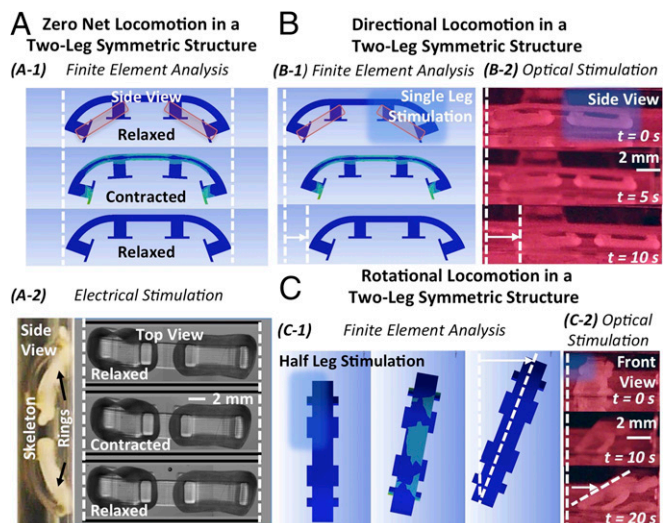 A Zero Net Locomotion in a
Two-Leg Symmetric Structure
(A-1) Finite Element Analysis
Side View
Relaxed
Contracted
Relaxed
B Directional Locomotion in a
Two-Leg Symmetric Structure
(B-1) Finite Element Analysis
Single Leg
Stimulation
(B-2) Optical Stimulation
Side View
t = 0 s
2 mm
t = 5 s
t = 10 s
(A-2) Electrical Stimulation
Side
View
Skeleton
Rings
Top View
Relaxed
2 mm
Contracted
Relaxed
C Rotational Locomotion in a
Two-Leg Symmetric Structure
(C-1) Finite Element Analysis
Half Leg Stimulation
(C-2) Optical
Stimulation
Front
View
t = 0s
2 mm
t = 10 s
t = 20 s